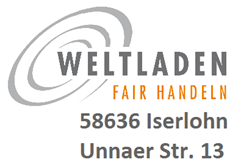 WELTLADEN
FAIR HANDELN
58636 Iserlohn
Unnaer Str. 13